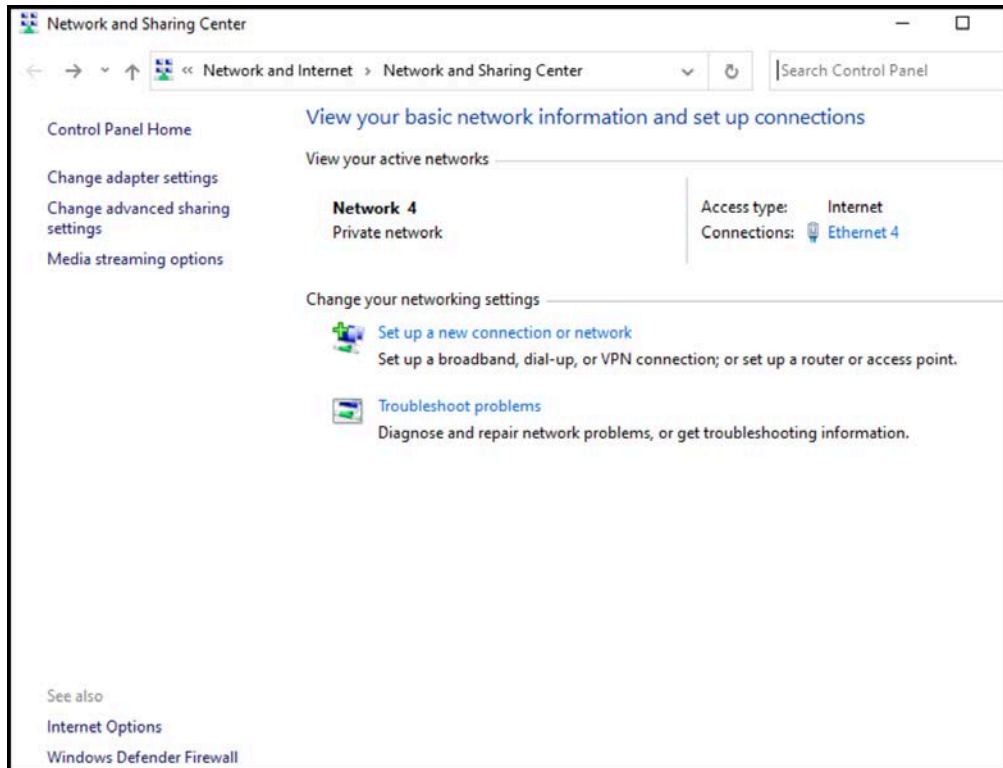 Network and Sharing Center
« Network and Internet › Network and Sharing Center
Search Control Panel
Control Panel Home
Change adapter settings
Change advanced sharing
settings
Media streaming options
View your basic network information and set up connections
View your active networks
Network 4
Private network
Access type: Internet
Connections: Ethernet 4
Change your networking settings
Set up a new connection or network
Set up a broadband, dial-up, or VPN connection; or set up a router or access point.
Troubleshoot problems
Diagnose and repair network problems, or get troubleshooting information.
See also
Internet Options
Windows Defender Firewall